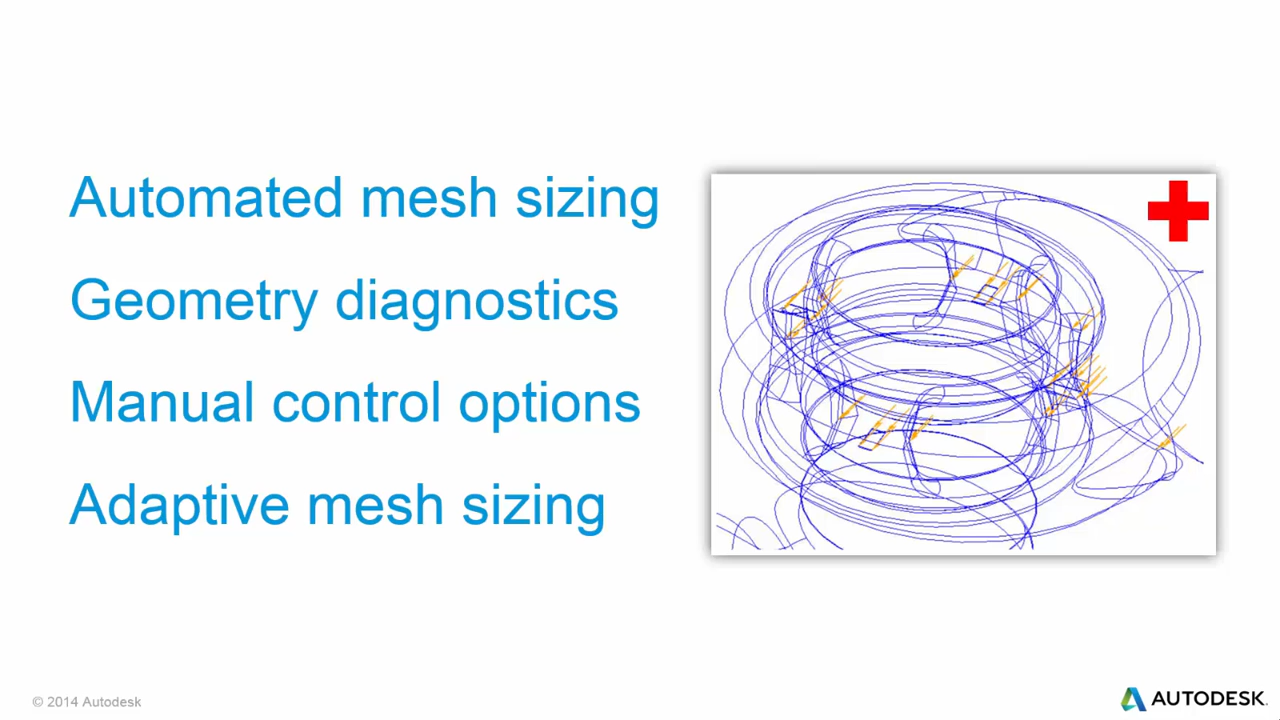 Automated mesh sizing
Geometry diagnostics
Manual control options
Adaptive mesh sizing
© 2014 Autodesk
AUTODESK.